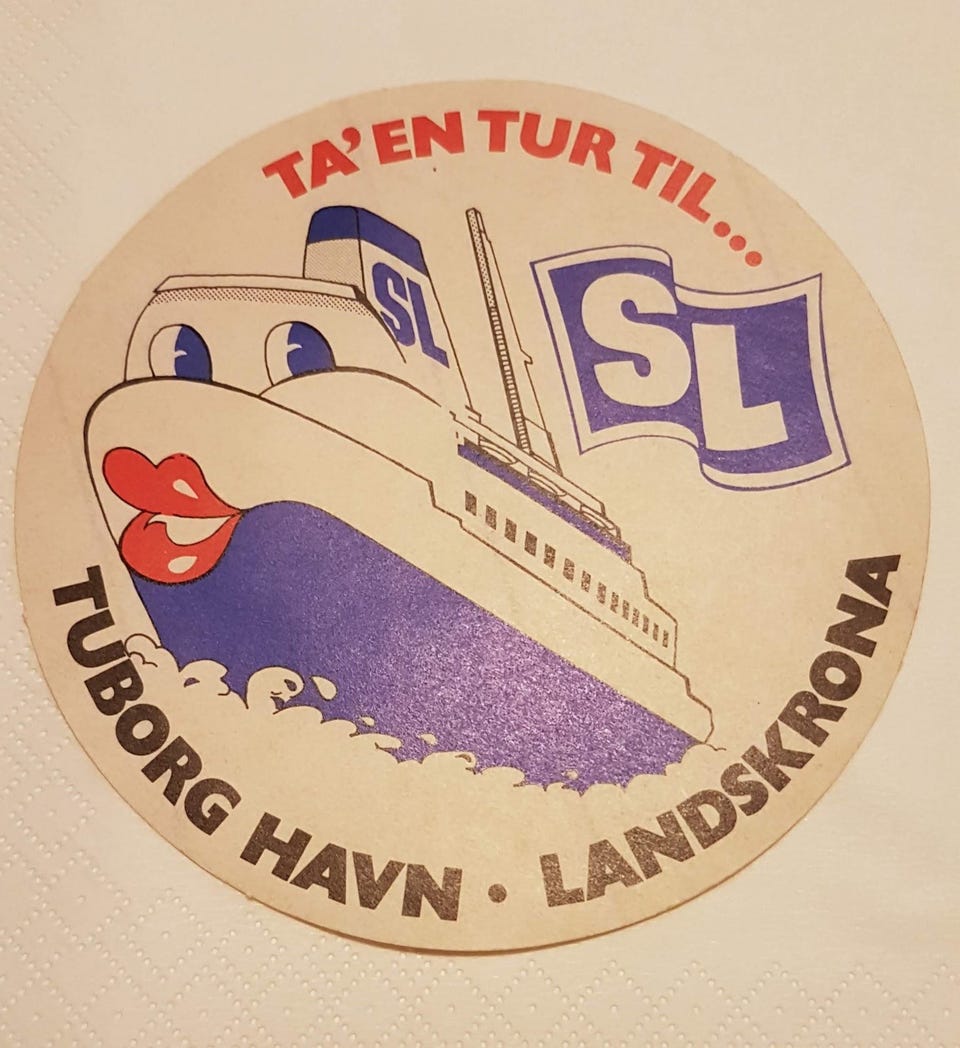 TA' EN TUR TIL...
SL
SL
TUBORG HAVN • LANDSKRONA